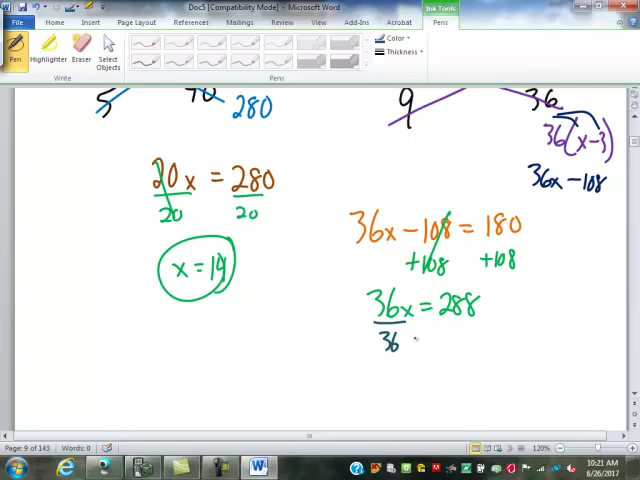 Doc5 [Compatibility Mode] - Microsoft Word
Ink Tools
File
Home
Insert
Page Layout
References
Mailings
Review
View
Add-Ins
Acrobat
Pens
Pen
Highlighter
Eraser
Select Objects
Color
Thickness
Write
Pens
5
70
280
9
36
36(x-3)
36x-108
20x = 280
20 20
x = 14
36x - 108 = 180
+108 +108
36x = 288
36
Page: 9 of 143
Words: 0
120%
10:21 AM
6/26/2017